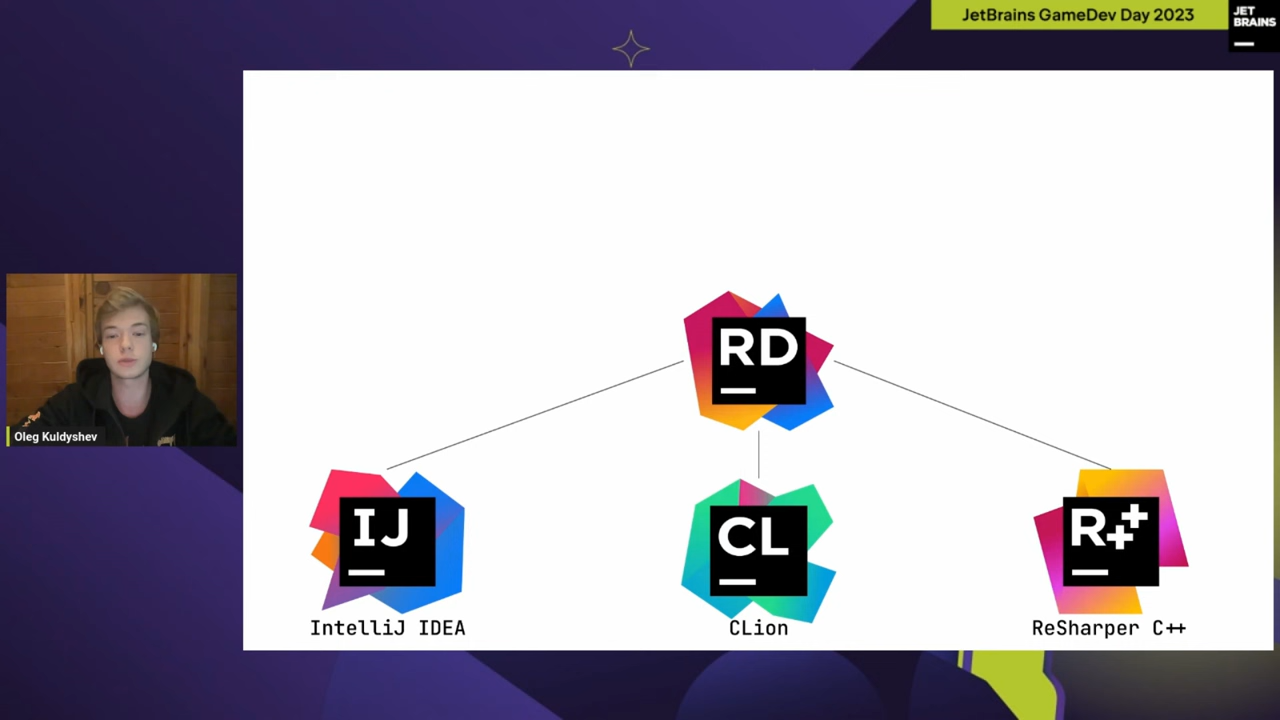 JetBrains GameDev Day 2023
JET
BRAINS
RD
Oleg Kuldyshev
IJ
CL
R++
IntelliJ IDEA
CLion
ReSharper C++